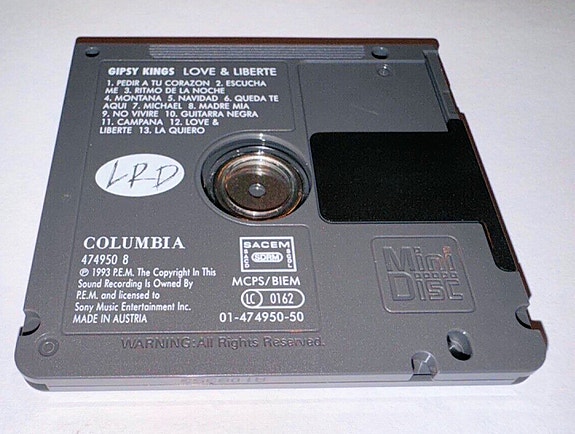 GIPSY KINGS LOVE & LIBERTE
1. PEDIR A TU CORAZON 2. ESCUCHA
ME 3. RITMO DE LA NOCHE
4. MONTANA 5. NAVIDAD 6. QUEDA TE
AQUI 7. MICHAEL 8. MADRE MIA
9. NO VIVIRE 10. GUITARRA NEGRA
11. CAMPANA 12. LOVE &
LIBERTE 13. LA QUIERO
LRD
COLUMBIA
474950 8
℗ 1993 P.E.M. The Copyright In This
Sound Recording Is Owned By
P.E.M. and licensed to
Sony Music Entertainment Inc.
MADE IN AUSTRIA
SACEM
SACD
SDRM
SGDL
MCPS/BIEM
LC 0162
01-474950-50
Mini
Disc
WARNING: All Rights Reserved.